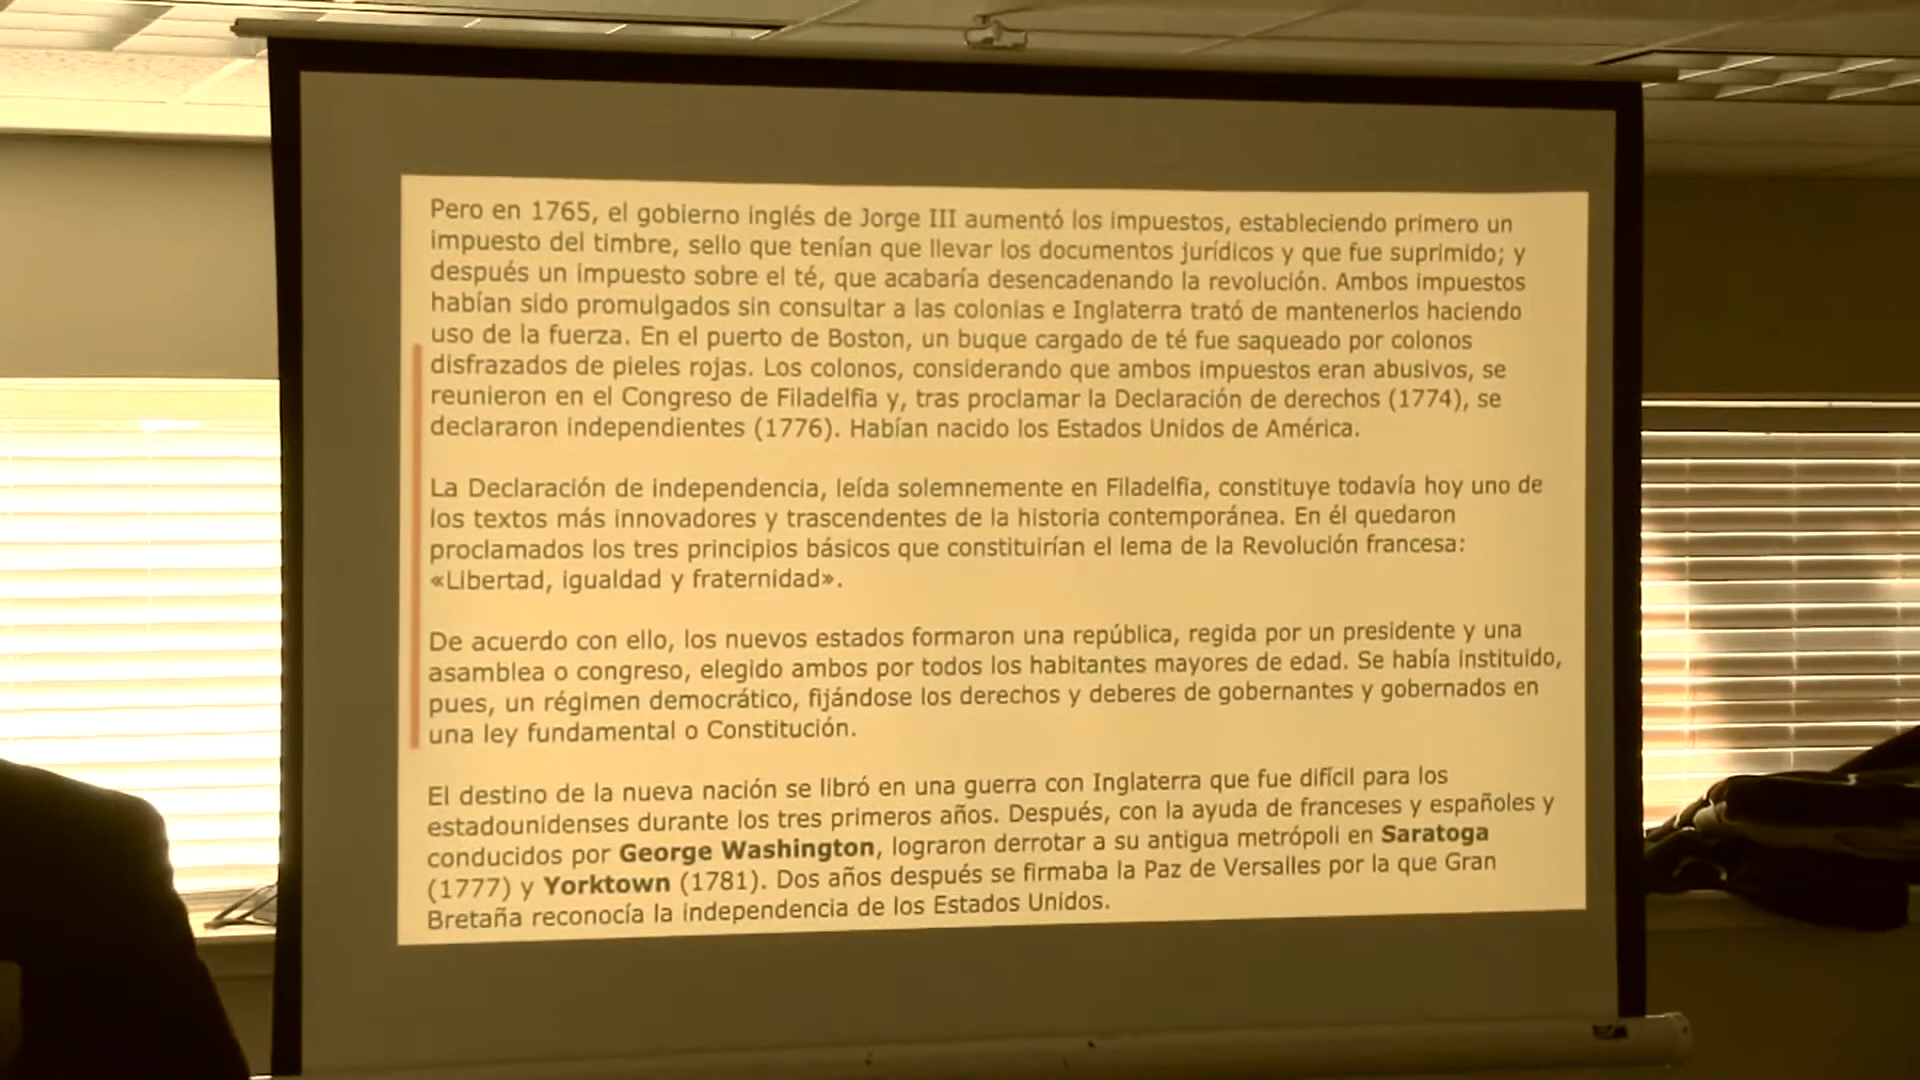 Pero en 1765, el gobierno inglés de Jorge III aumentó los impuestos, estableciendo primero un
impuesto del timbre, sello que tenían que llevar los documentos jurídicos y que fue suprimido; y
después un impuesto sobre el té, que acabaría desencadenando la revolución. Ambos impuestos
habían sido promulgados sin consultar a las colonias e Inglaterra trató de mantenerlos haciendo
uso de la fuerza. En el puerto de Boston, un buque cargado de té fue saqueado por colonos
disfrazados de pieles rojas. Los colonos, considerando que ambos impuestos eran abusivos, se
reunieron en el Congreso de Filadelfia y, tras proclamar la Declaración de derechos (1774), se
declararon independientes (1776). Habían nacido los Estados Unidos de América.
La Declaración de independencia, leída solemnemente en Filadelfia, constituye todavía hoy uno de
los textos más innovadores y trascendentes de la historia contemporánea. En él quedaron
proclamados los tres principios básicos que constituirían el lema de la Revolución francesa:
«Libertad, igualdad y fraternidad».
De acuerdo con ello, los nuevos estados formaron una república, regida por un presidente y una
asamblea o congreso, elegido ambos por todos los habitantes mayores de edad. Se había instituido,
pues, un régimen democrático, fijándose los derechos y deberes de gobernantes y gobernados en
una ley fundamental o Constitución.
El destino de la nueva nación se libró en una guerra con Inglaterra que fue difícil para los
estadounidenses durante los tres primeros años. Después, con la ayuda de franceses y españoles y
conducidos por George Washington, lograron derrotar a su antigua metrópoli en Saratoga
(1777) y Yorktown (1781). Dos años después se firmaba la Paz de Versalles por la que Gran
Bretaña reconocía la independencia de los Estados Unidos.